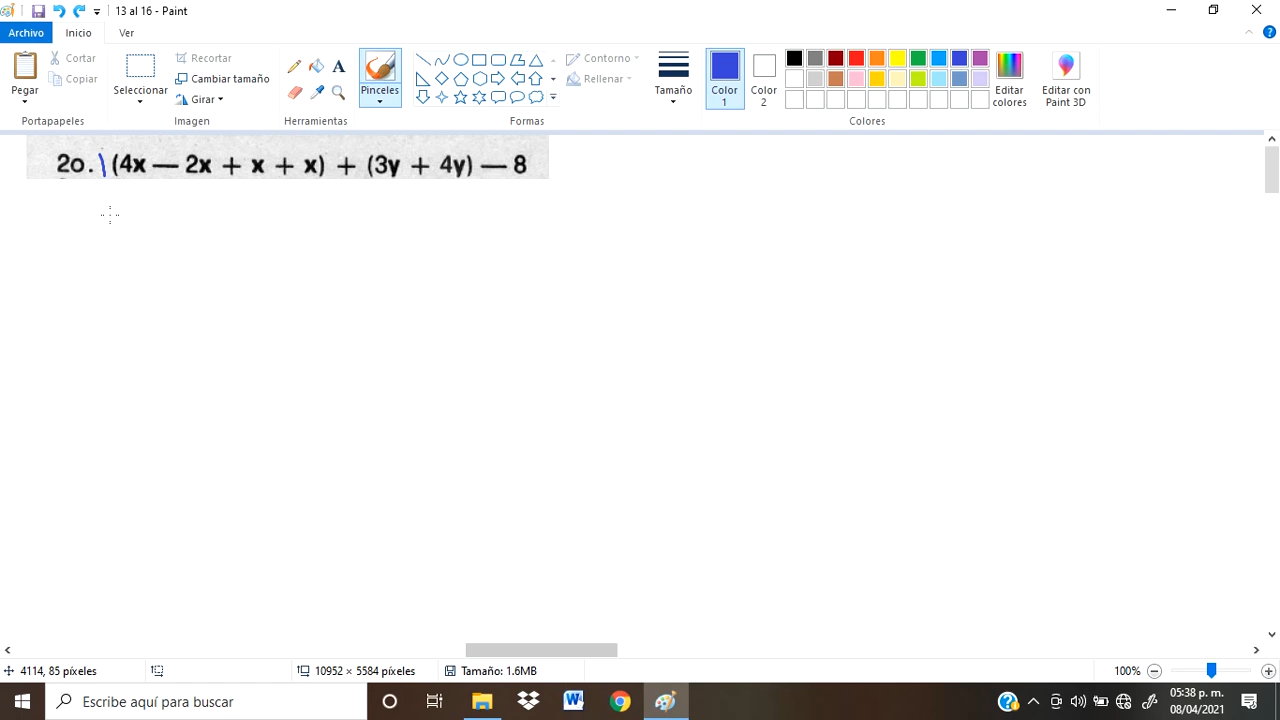 13 al 16 - Paint
Archivo Inicio Ver
Pegar
Cortar
Copiar
Portapapeles
Seleccionar
Recortar
Cambiar tamaño
Girar
Imagen
A
Herramientas
Pinceles
Contorno
Rellenar
Formas
Tamaño
Color 1
Color 2
Editar colores
Editar con Paint 3D
Colores
20. (4x — 2x + x + x) + (3y + 4y) — 8
4114, 85 píxeles
10952 × 5584 píxeles
Tamaño: 1.6MB
100%
Escribe aquí para buscar
05:38 p. m.
08/04/2021